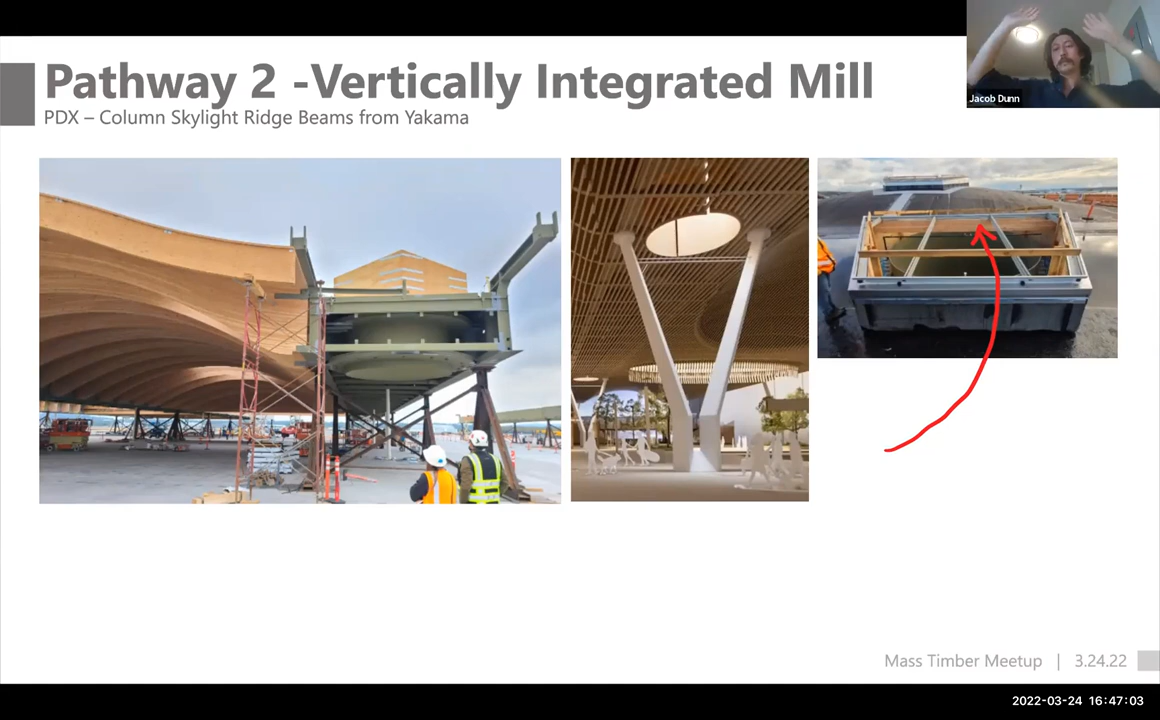 Pathway 2 -Vertically Integrated Mill
PDX – Column Skylight Ridge Beams from Yakama
Jacob Dunn
Mass Timber Meetup | 3.24.22
2022-03-24 16:47:03